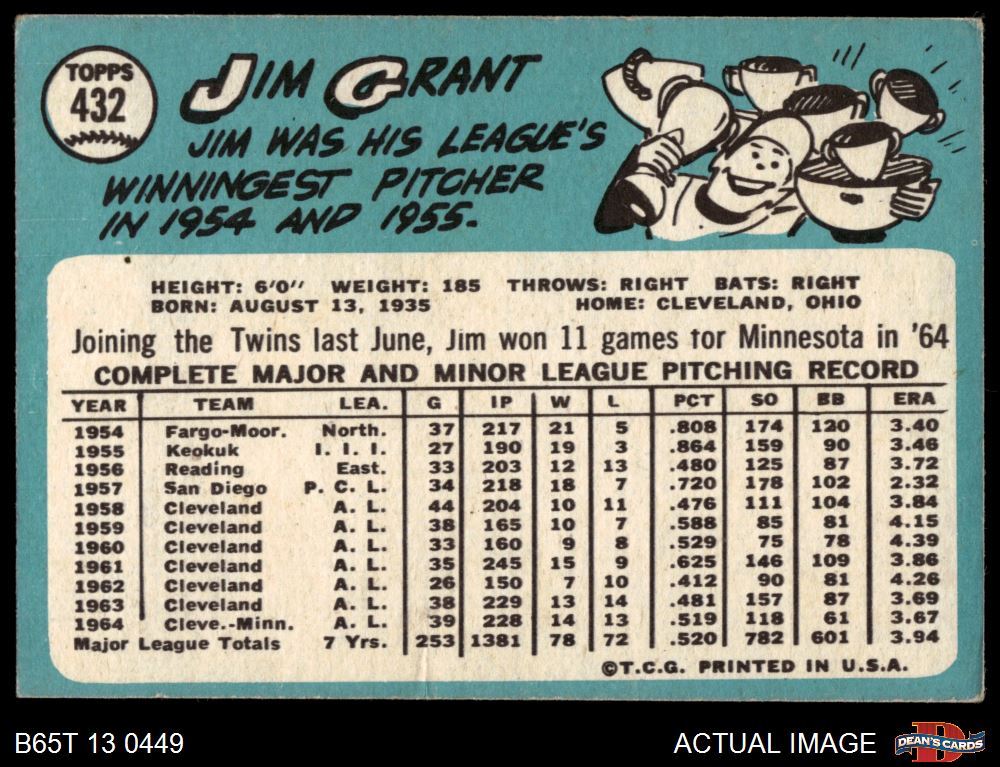 TOPPS
432
JIM GRANT
JIM WAS HIS LEAGUE'S
WINNINGEST PITCHER
IN 1954 AND 1955.
HEIGHT: 6'0" WEIGHT: 185 THROWS: RIGHT BATS: RIGHT
BORN: AUGUST 13, 1935 HOME: CLEVELAND, OHIO
Joining the Twins last June, Jim won 11 games for Minnesota in '64
COMPLETE MAJOR AND MINOR LEAGUE PITCHING RECORD
YEAR TEAM LEA. G IP W L PCT SO BB ERA
1954 Fargo-Moor. North. 37 217 21 5 .808 174 120 3.40
1955 Keokuk I. I. I. 27 190 19 3 .864 159 90 3.46
1956 Reading East. 33 203 12 13 .480 125 87 3.72
1957 San Diego P. C. L. 34 218 18 7 .720 178 102 2.32
1958 Cleveland A. L. 44 204 10 11 .476 111 104 3.84
1959 Cleveland A. L. 38 165 10 7 .588 85 81 4.15
1960 Cleveland A. L. 33 160 9 8 .529 75 78 4.39
1961 Cleveland A. L. 35 245 15 9 .625 146 109 3.86
1962 Cleveland A. L. 26 150 7 10 .412 90 81 4.26
1963 Cleveland A. L. 38 229 13 14 .481 157 87 3.69
1964 Cleve.-Minn. A. L. 39 228 14 13 .519 118 61 3.67
Major League Totals 7 Yrs. 253 1381 78 72 .520 782 601 3.94
©T.C.G. PRINTED IN U.S.A.
B65T 13 0449 ACTUAL IMAGE D DEAN'S CARDS